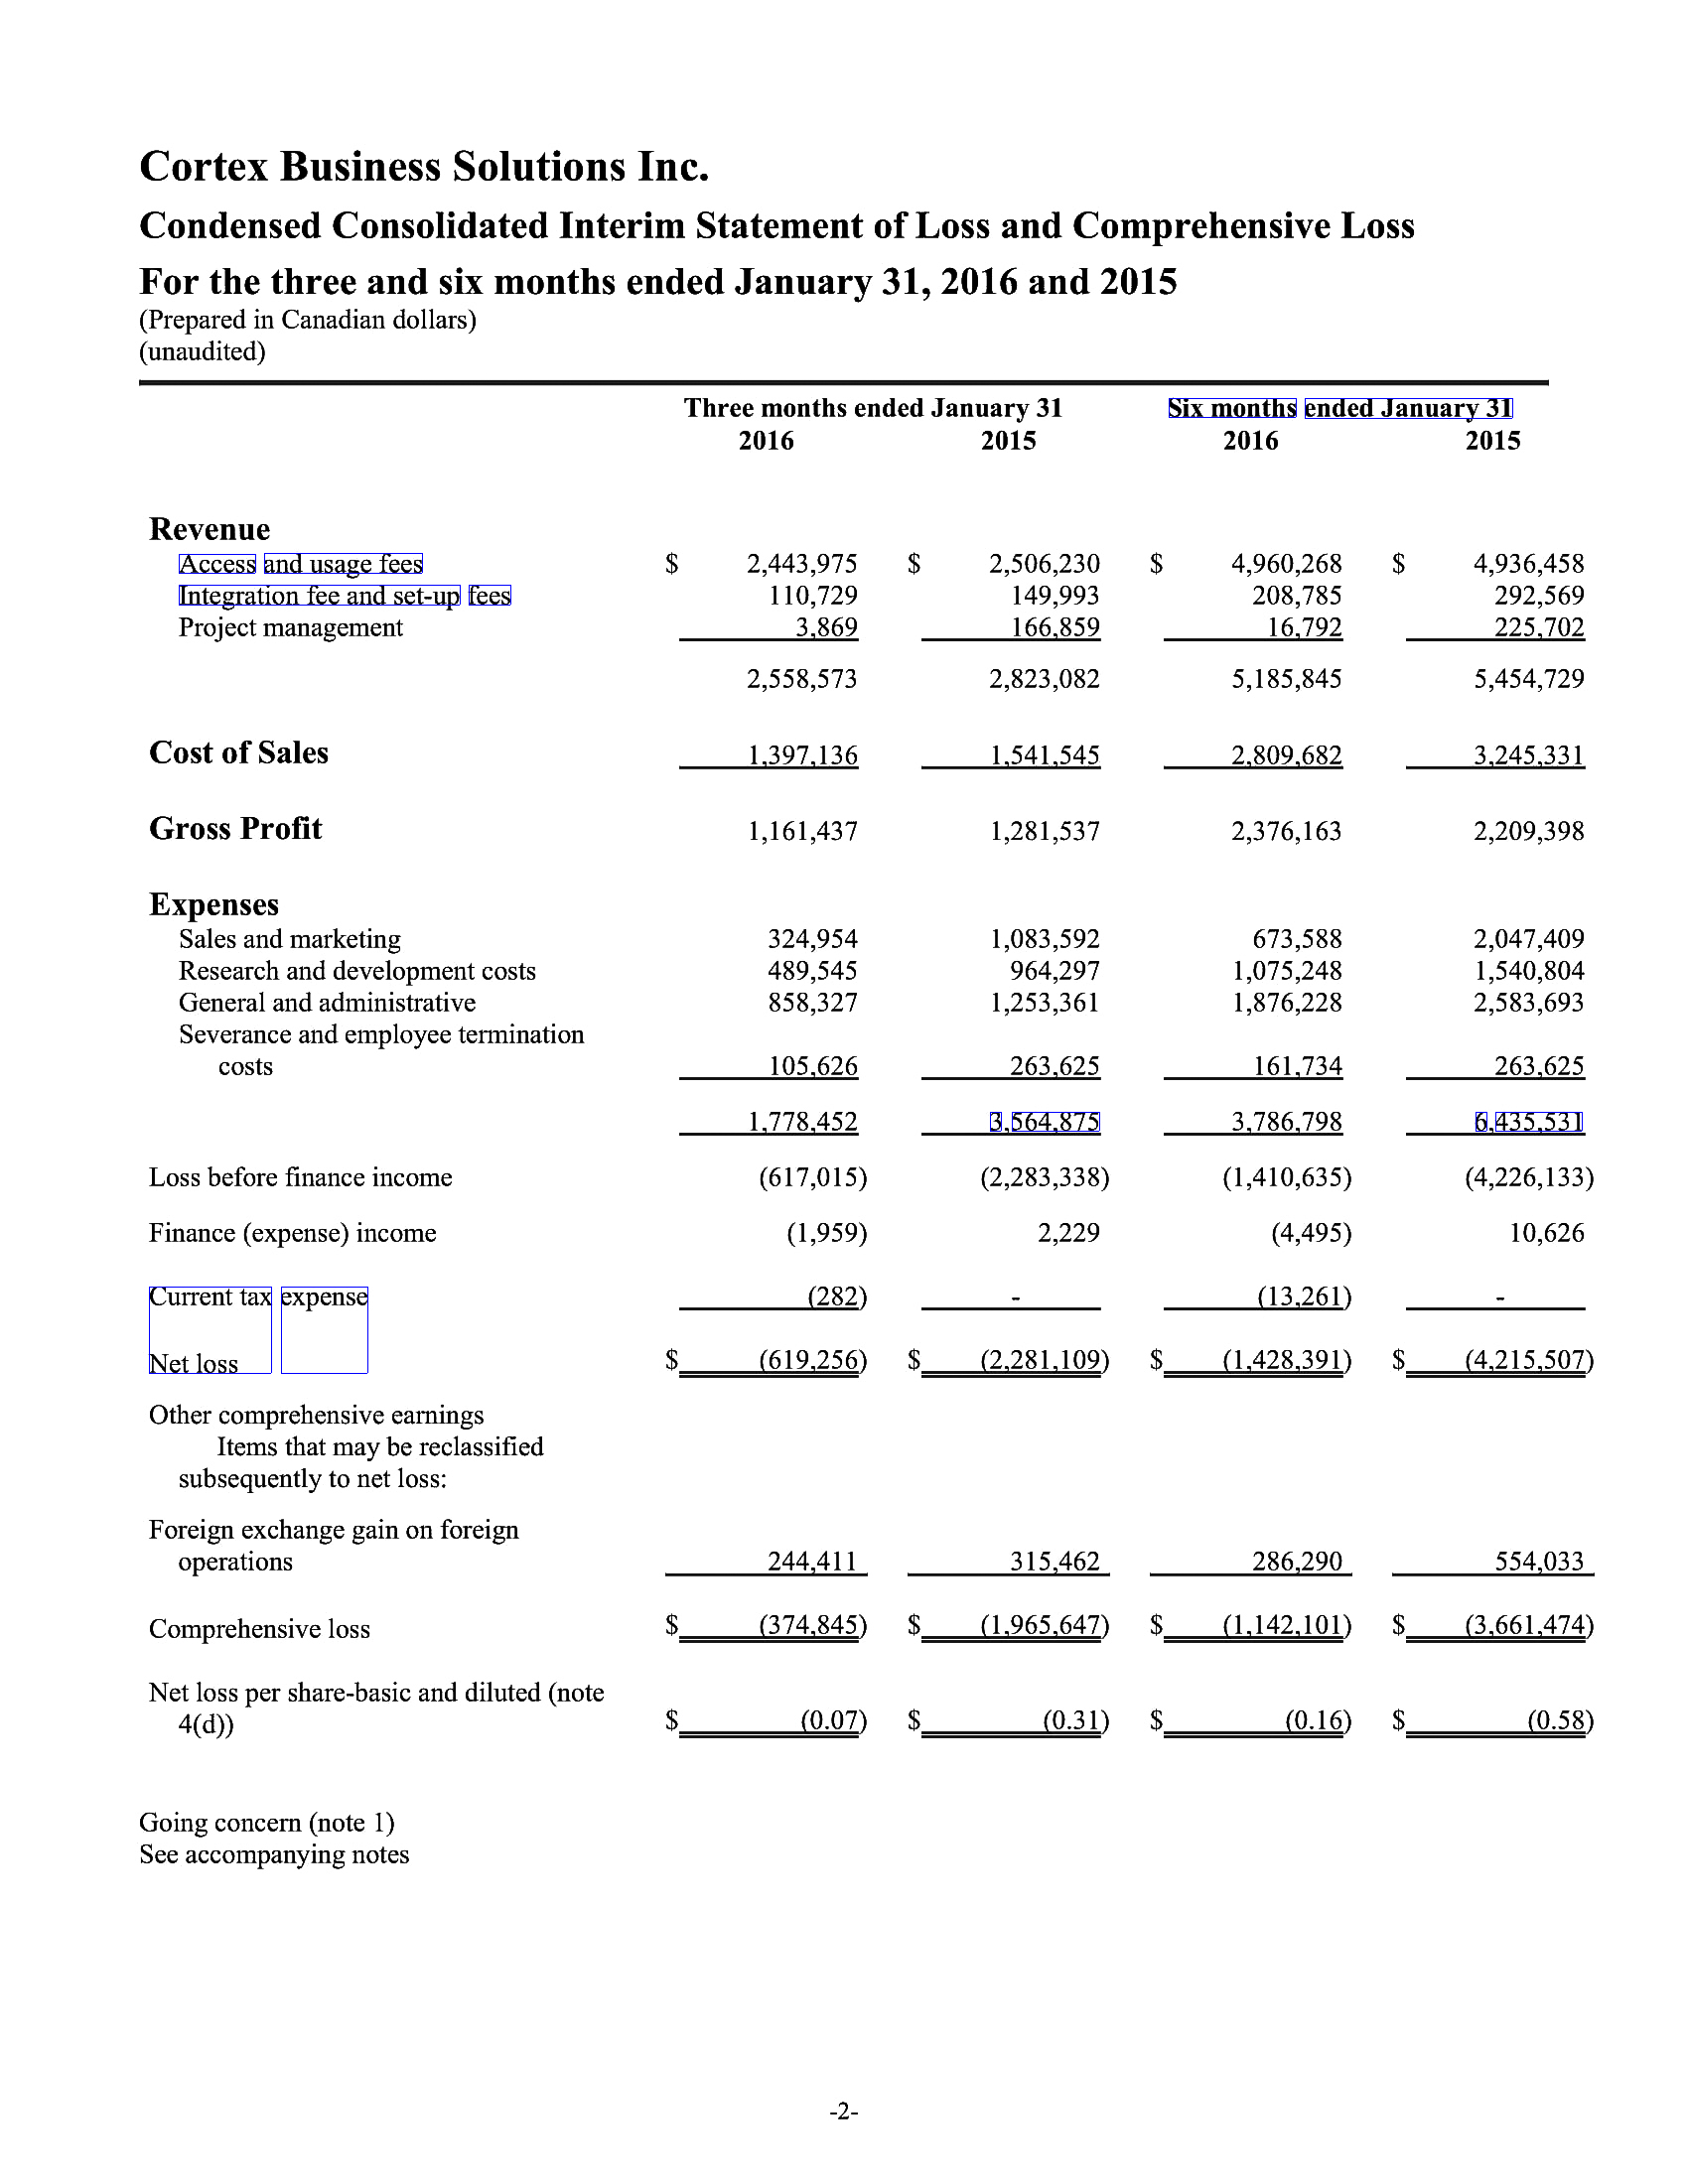 Cortex Business Solutions Inc.
Condensed Consolidated Interim Statement of Loss and Comprehensive Loss
For the three and six months ended January 31, 2016 and 2015
(Prepared in Canadian dollars)
(unaudited)
Three months ended January 31 Six months ended January 31
2016 2015 2016 2015
Revenue
Access and usage fees $ 2,443,975 $ 2,506,230 $ 4,960,268 $ 4,936,458
Integration fee and set-up fees 110,729 149,993 208,785 292,569
Project management 3,869 166,859 16,792 225,702
2,558,573 2,823,082 5,185,845 5,454,729
Cost of Sales 1,397,136 1,541,545 2,809,682 3,245,331
Gross Profit 1,161,437 1,281,537 2,376,163 2,209,398
Expenses
Sales and marketing 324,954 1,083,592 673,588 2,047,409
Research and development costs 489,545 964,297 1,075,248 1,540,804
General and administrative 858,327 1,253,361 1,876,228 2,583,693
Severance and employee termination
costs 105,626 263,625 161,734 263,625
1,778,452 3,564,875 3,786,798 6,435,531
Loss before finance income (617,015) (2,283,338) (1,410,635) (4,226,133)
Finance (expense) income (1,959) 2,229 (4,495) 10,626
Current tax expense (282) - (13,261) -
Net loss $ (619,256) $ (2,281,109) $ (1,428,391) $ (4,215,507)
Other comprehensive earnings
Items that may be reclassified
subsequently to net loss:
Foreign exchange gain on foreign
operations 244,411 315,462 286,290 554,033
Comprehensive loss $ (374,845) $ (1,965,647) $ (1,142,101) $ (3,661,474)
Net loss per share-basic and diluted (note
4(d)) $ (0.07) $ (0.31) $ (0.16) $ (0.58)
Going concern (note 1)
See accompanying notes
-2-